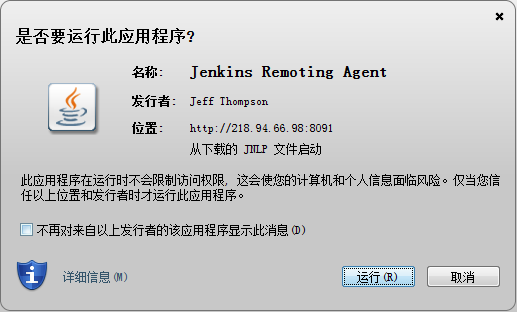 是否要运行此应用程序?
名称: Jenkins Remoting Agent
发行者: Jeff Thompson
位置: http://218.94.66.98:8091
从下载的 JNLP 文件启动
此应用程序在运行时不会限制访问权限, 这会使您的计算机和个人信息面临风险。仅当您信
任以上位置和发行者时才运行此应用程序。
不再对来自以上发行者的该应用程序显示此消息(D)
详细信息(M)
运行(R)
取消